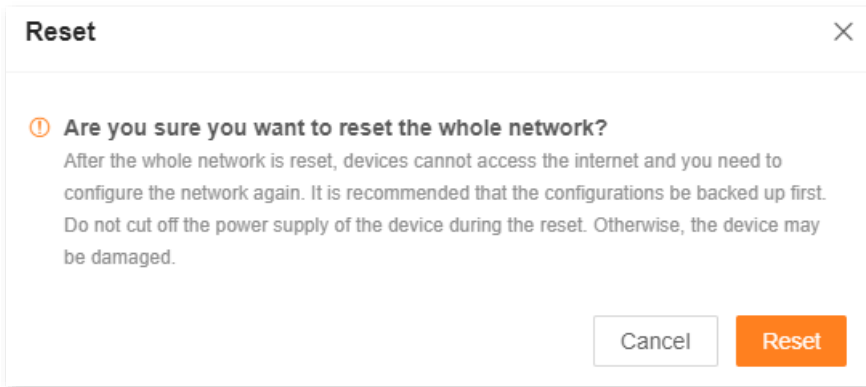 Reset
Are you sure you want to reset the whole network?
After the whole network is reset, devices cannot access the internet and you need to
configure the network again. It is recommended that the configurations be backed up first.
Do not cut off the power supply of the device during the reset. Otherwise, the device may
be damaged.
Cancel
Reset